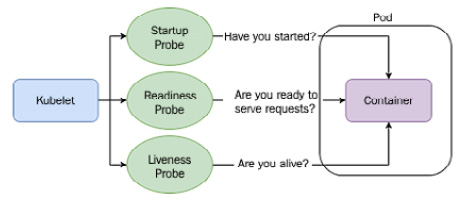 Pod
Startup
Probe
Have you started?
Kubelet
Readiness
Probe
Are you ready to
serve requests?
Container
Liveness
Probe
Are you alive?